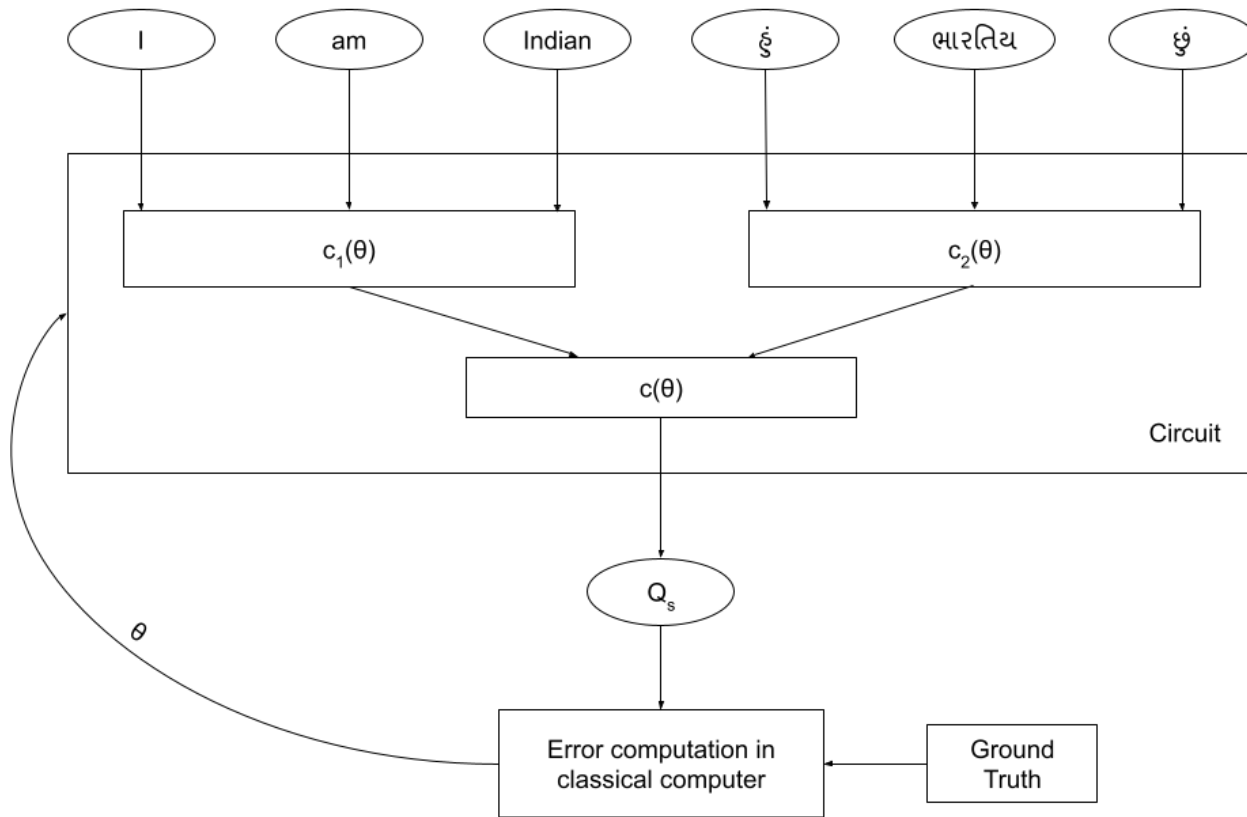 I
am
Indian
હું
ભારતિય
છું
c₁(θ)
c₂(θ)
c(θ)
Circuit
Qₛ
θ
Error computation in
classical computer
Ground
Truth